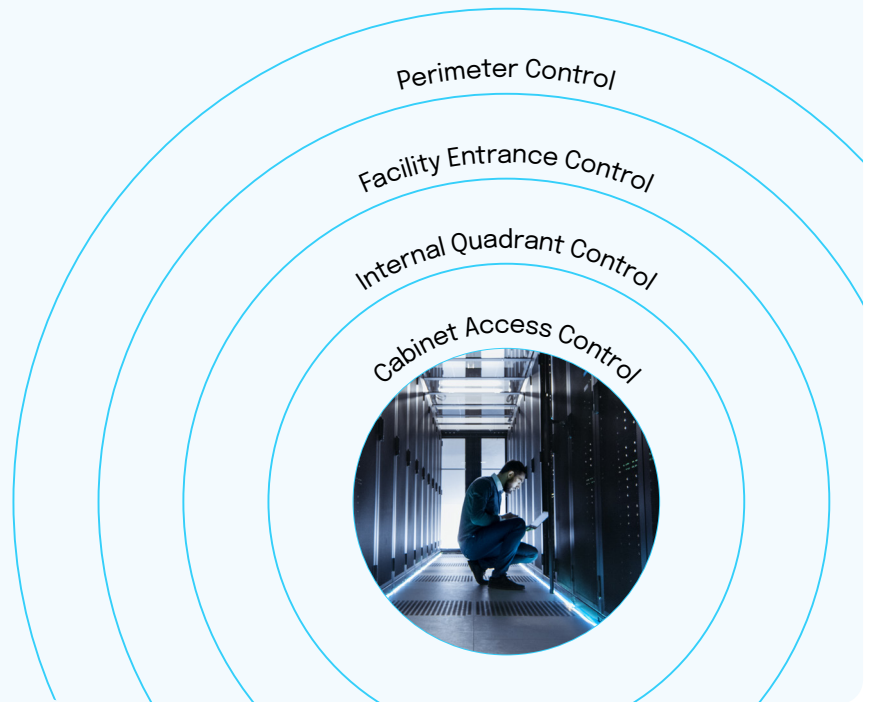 Perimeter Control
Facility Entrance Control
Internal Quadrant Control
Cabinet Access Control